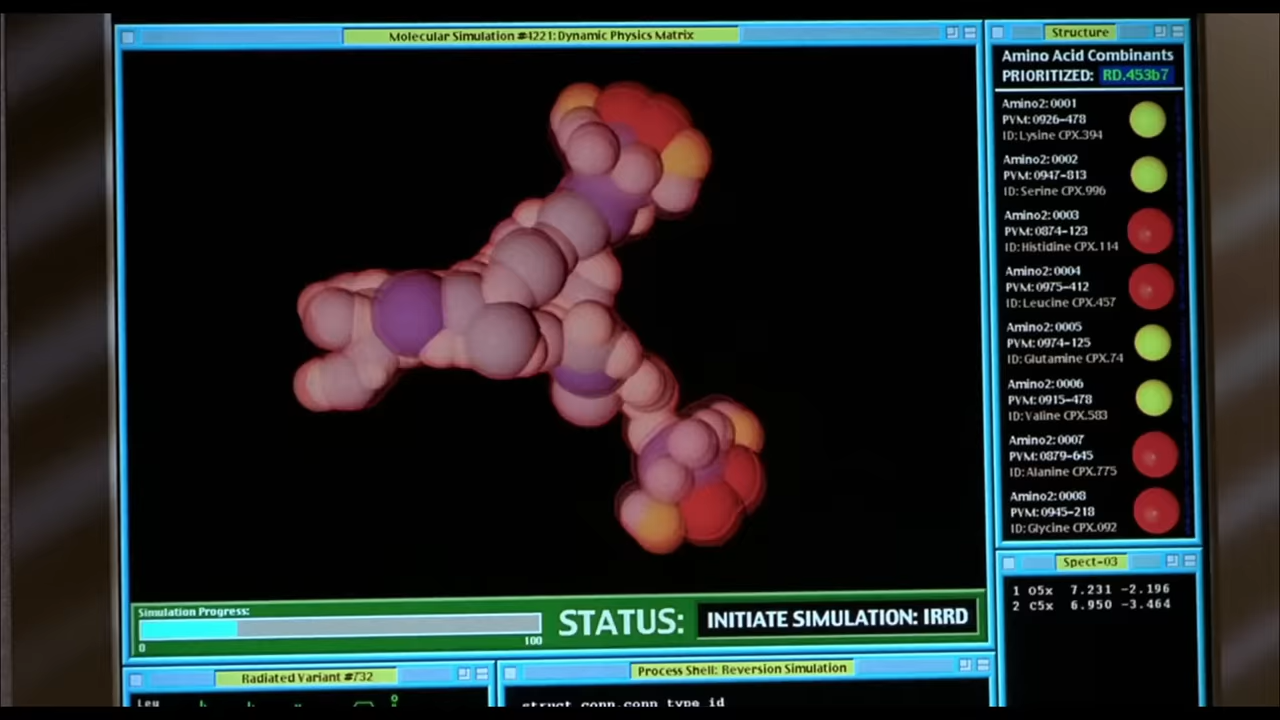 Molecular Simulation #4221: Dynamic Physics Matrix
Simulation Progress:
0
100
STATUS:
INITIATE SIMULATION: IRRD
Structure
Amino Acid Combinants
PRIORITIZED: RD.453b7
Amino2: 0001
PVM: 0926-478
ID: Lysine CPX.394
Amino2: 0002
PVM: 0947-813
ID: Serine CPX.996
Amino2: 0003
PVM: 0874-123
ID: Histidine CPX.114
Amino2: 0004
PVM: 0975-412
ID: Leucine CPX.457
Amino2: 0005
PVM: 0974-125
ID: Glutamine CPX.74
Amino2: 0006
PVM: 0915-478
ID: Valine CPX.583
Amino2: 0007
PVM: 0879-645
ID: Alanine CPX.775
Amino2: 0008
PVM: 0945-218
ID: Glycine CPX.092
Spect-03
1 O5x 7.231 -2.196
2 C5x 6.950 -3.464
Radiated Variant #732
Leu
Process Shell: Reversion Simulation
struct conn.conn type id